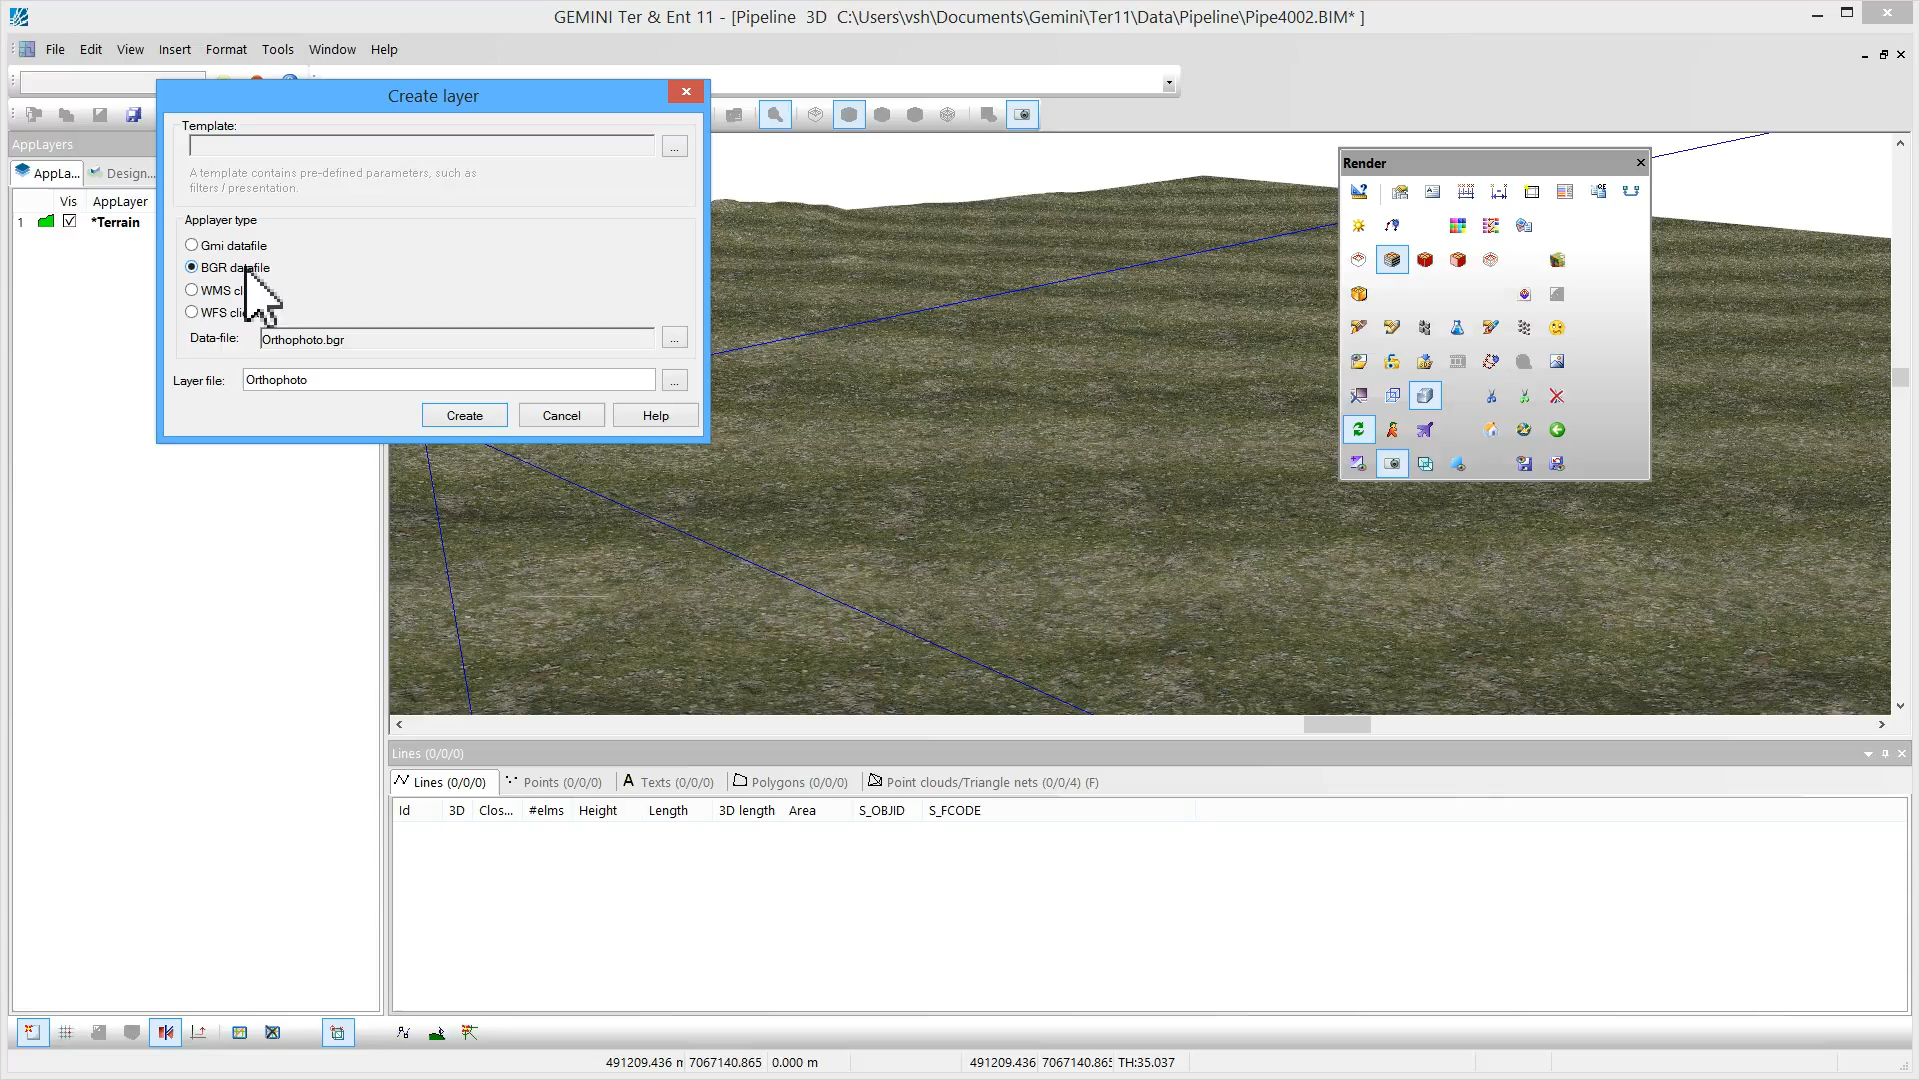 GEMINI Ter & Ent 11 - [Pipeline 3D C:\Users\vsh\Documents\Gemini\Ter11\Data\Pipeline\Pipe4002.BIM* ]
File Edit View Insert Format Tools Window Help
Create layer
Template:
...
A template contains pre-defined parameters, such as
filters / presentation.
Applayer type
Gmi datafile
BGR datafile
WMS
WFS
Data-file: Orthophoto.bgr ...
Layer file: Orthophoto ...
Create Cancel Help
AppLayers
AppLa... Design...
Vis AppLayer
1 *Terrain
Render
Lines (0/0/0)
Lines (0/0/0) Points (0/0/0) A Texts (0/0/0) Polygons (0/0/0) Point clouds/Triangle nets (0/0/4) (F)
Id 3D Clos... #elms Height Length 3D length Area S_OBJID S_FCODE
491209.436 m 7067140.865 0.000 m 491209.436 7067140.865 TH:35.037